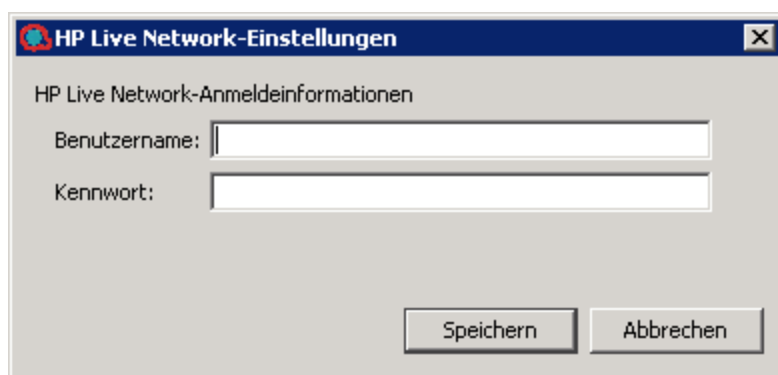 HP Live Network-Einstellungen
HP Live Network-Anmeldeinformationen
Benutzername:
Kennwort:
Speichern Abbrechen